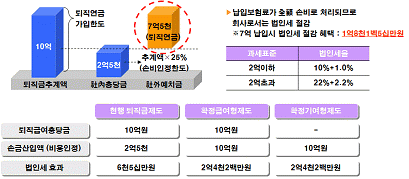 퇴직연금
가입한도
10억
2억5천
추계액×25%
(손비인정한도)
7억5천
(퇴직연금)
퇴직금추계액
社內충당금
社外예치금
납입보험료가 全額 손비로 처리되므로
회사로서는 법인세 절감
※7억 납입시 법인세 절감 혜택 : 1억6천1백5십만원
과세표준 법인세율
2억이하 10%+1.0%
2억초과 22%+2.2%
현행 퇴직금제도 확정급여형제도 확정기여형제도
퇴직급여충당금 10억원 10억원 –
손금산입액 (비용인정) 2억5천 10억원 10억원
법인세 효과 6천5십만원 2억4천2백만원 2억4천2백만원